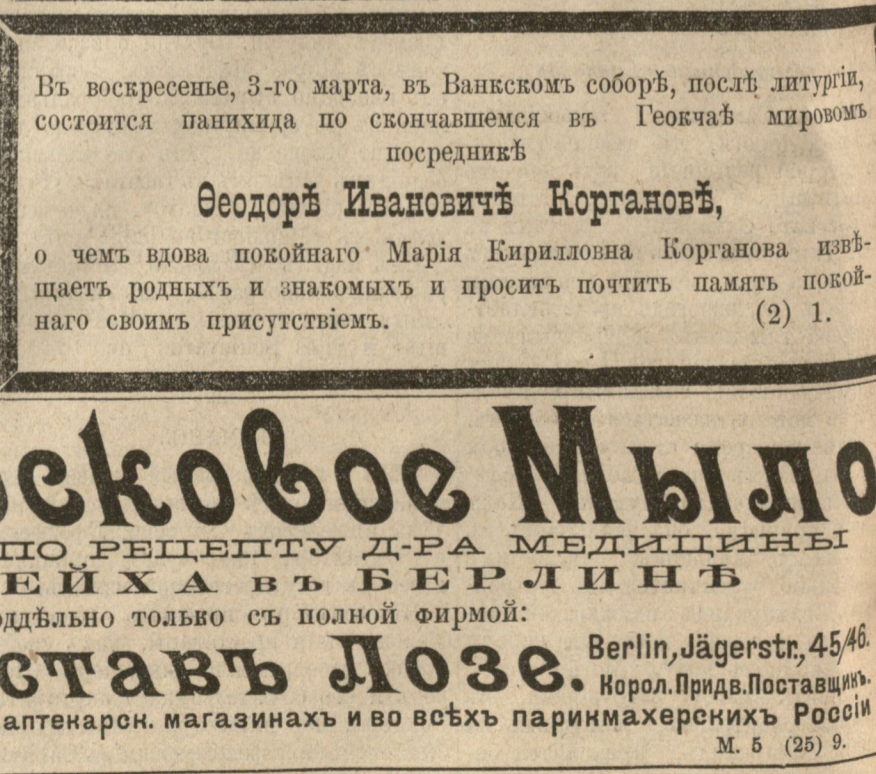 Въ воскресенье, 3-го марта, въ Ванкскомъ соборѣ, послѣ литургіи,
состоится панихида по скончавшемся въ Геокчаѣ мировомъ
посредникѣ
Ѳеодорѣ Ивановичѣ Коргановѣ,
о чемъ вдова покойнаго Марія Кирилловна Корганова извѣ-
щаетъ родныхъ и знакомыхъ и проситъ почтить память покой-
наго своимъ присутствіемъ. (2) 1.
осковое Мыло
ПО РЕЦЕПТУ Д-РА МЕДИЦИНЫ
ЕЙХА въ БЕРЛИНѢ
оддѣльно только съ полной фирмой:
ставъ Лозе. Berlin, Jägerstr., 45/46.
Корол. Придв. Поставщикъ.
аптекарск. магазинахъ и во всѣхъ парикмахерскихъ Россіи
М. 5 (25) 9.